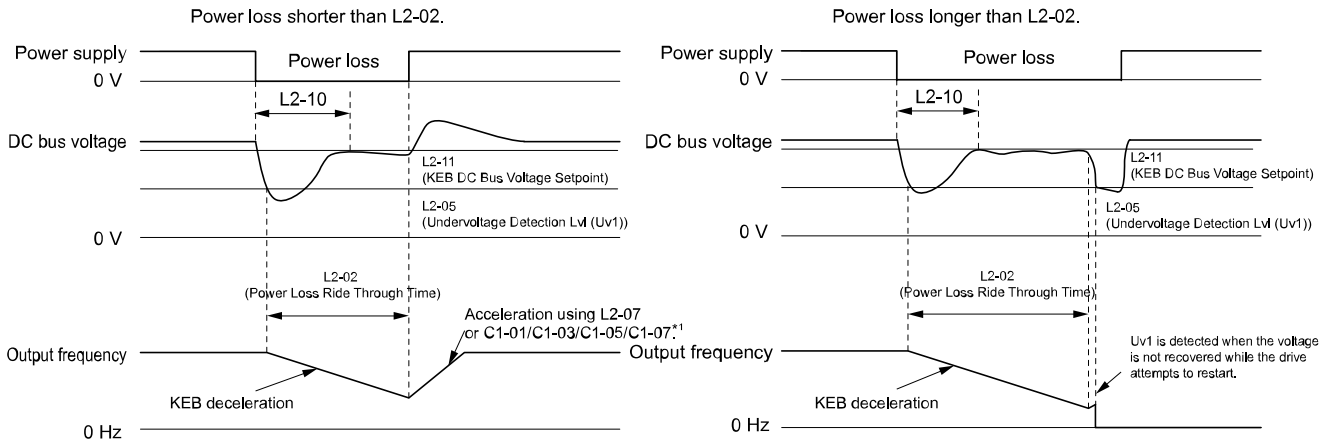 Power loss shorter than L2-02.
Power supply
0 V
Power loss
L2-10
DC bus voltage
L2-11
(KEB DC Bus Voltage Setpoint)
L2-05
(Undervoltage Detection Lvl (Uv1))
0 V
L2-02
(Power Loss Ride Through Time)
Acceleration using L2-07
or C1-01/C1-03/C1-05/C1-07.*1
Output frequency
KEB deceleration
0 Hz
Power loss longer than L2-02.
Power supply
0 V
Power loss
L2-10
DC bus voltage
L2-11
(KEB DC Bus Voltage Setpoint)
L2-05
(Undervoltage Detection Lvl (Uv1))
0 V
L2-02
(Power Loss Ride Through Time)
Output frequency
Uv1 is detected when the voltage
is not recovered while the drive
attempts to restart.
KEB deceleration
0 Hz